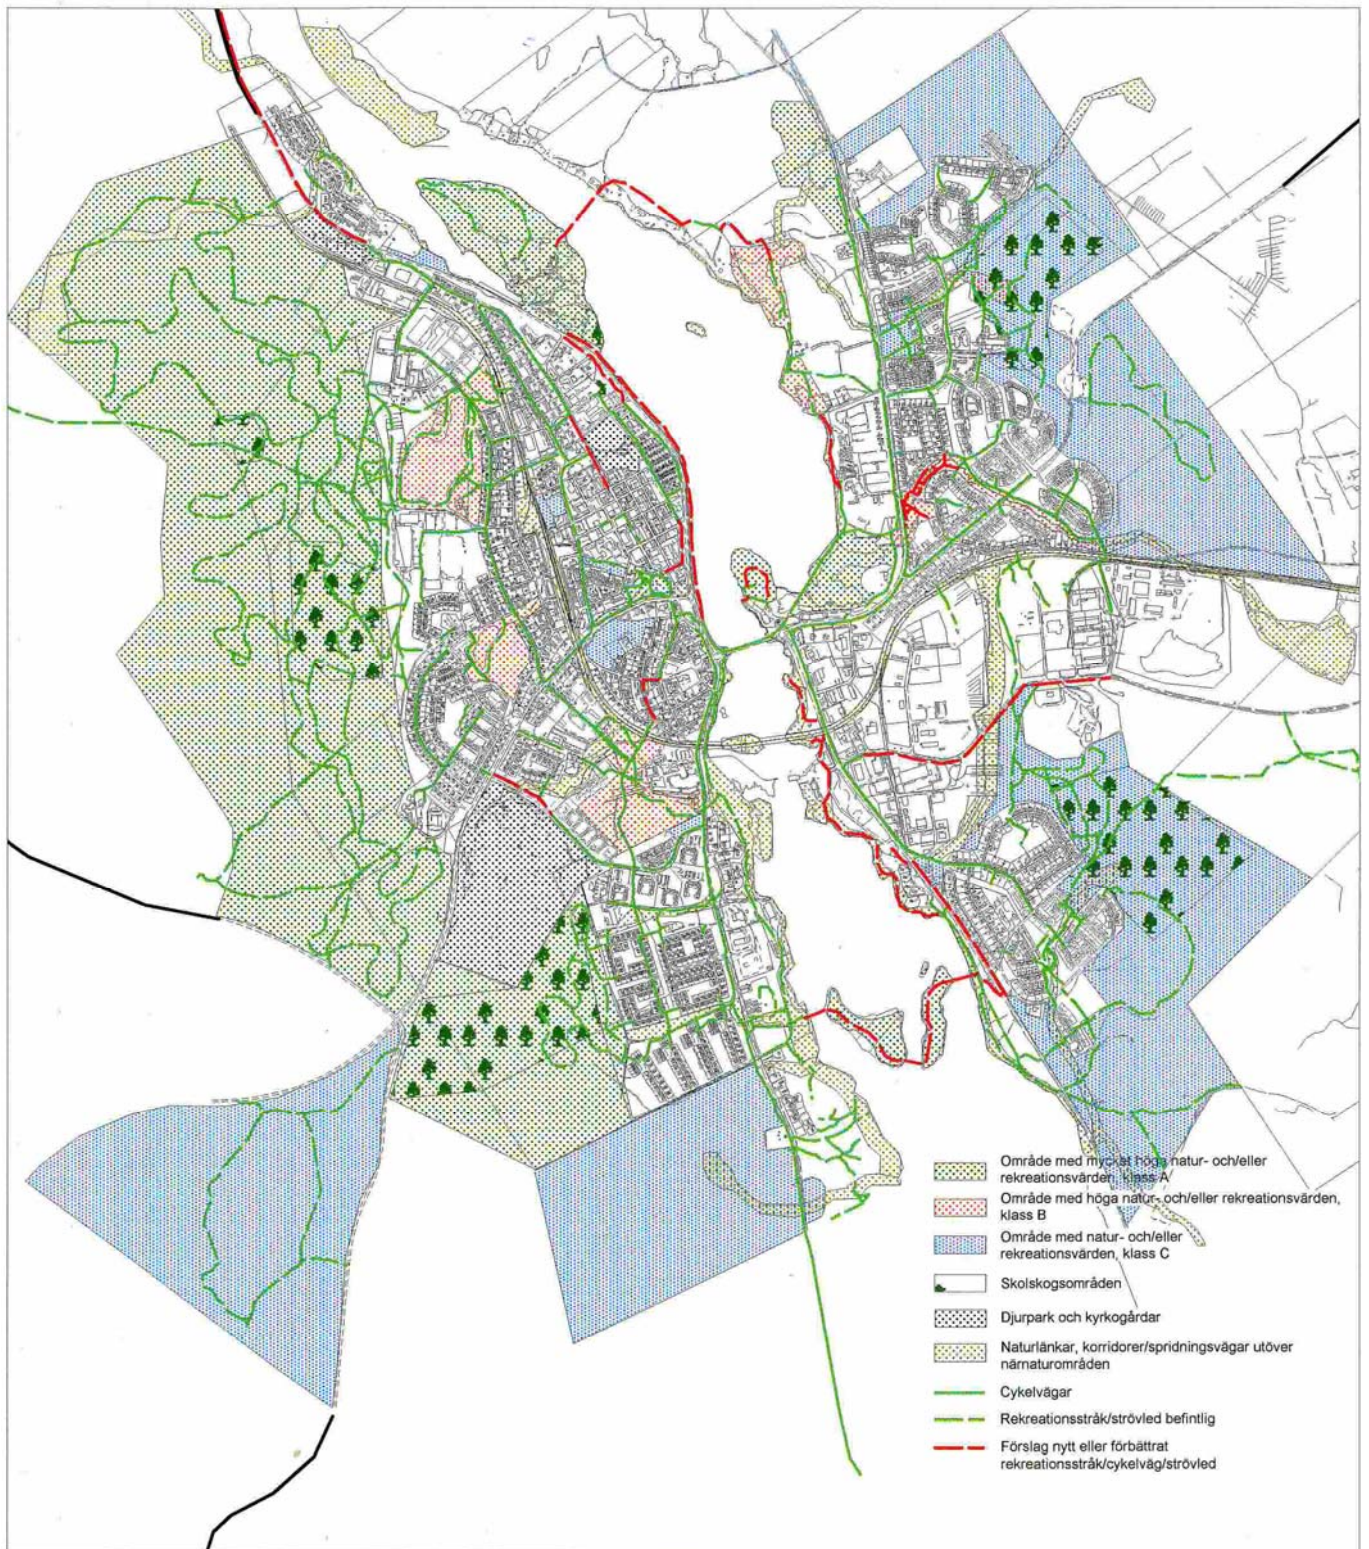 Område med mycket höga natur- och/eller
rekreationsvärden, klass A
Område med höga natur- och/eller rekreationsvärden,
klass B
Område med natur- och/eller
rekreationsvärden, klass C
Skolskogsområden
Djurpark och kyrkogårdar
Naturlänkar, korridorer/spridningsvägar utöver
närnaturområden
Cykelvägar
Rekreationsstråk/strövled befintlig
Förslag nytt eller förbättrat
rekreationsstråk/cykelväg/strövled